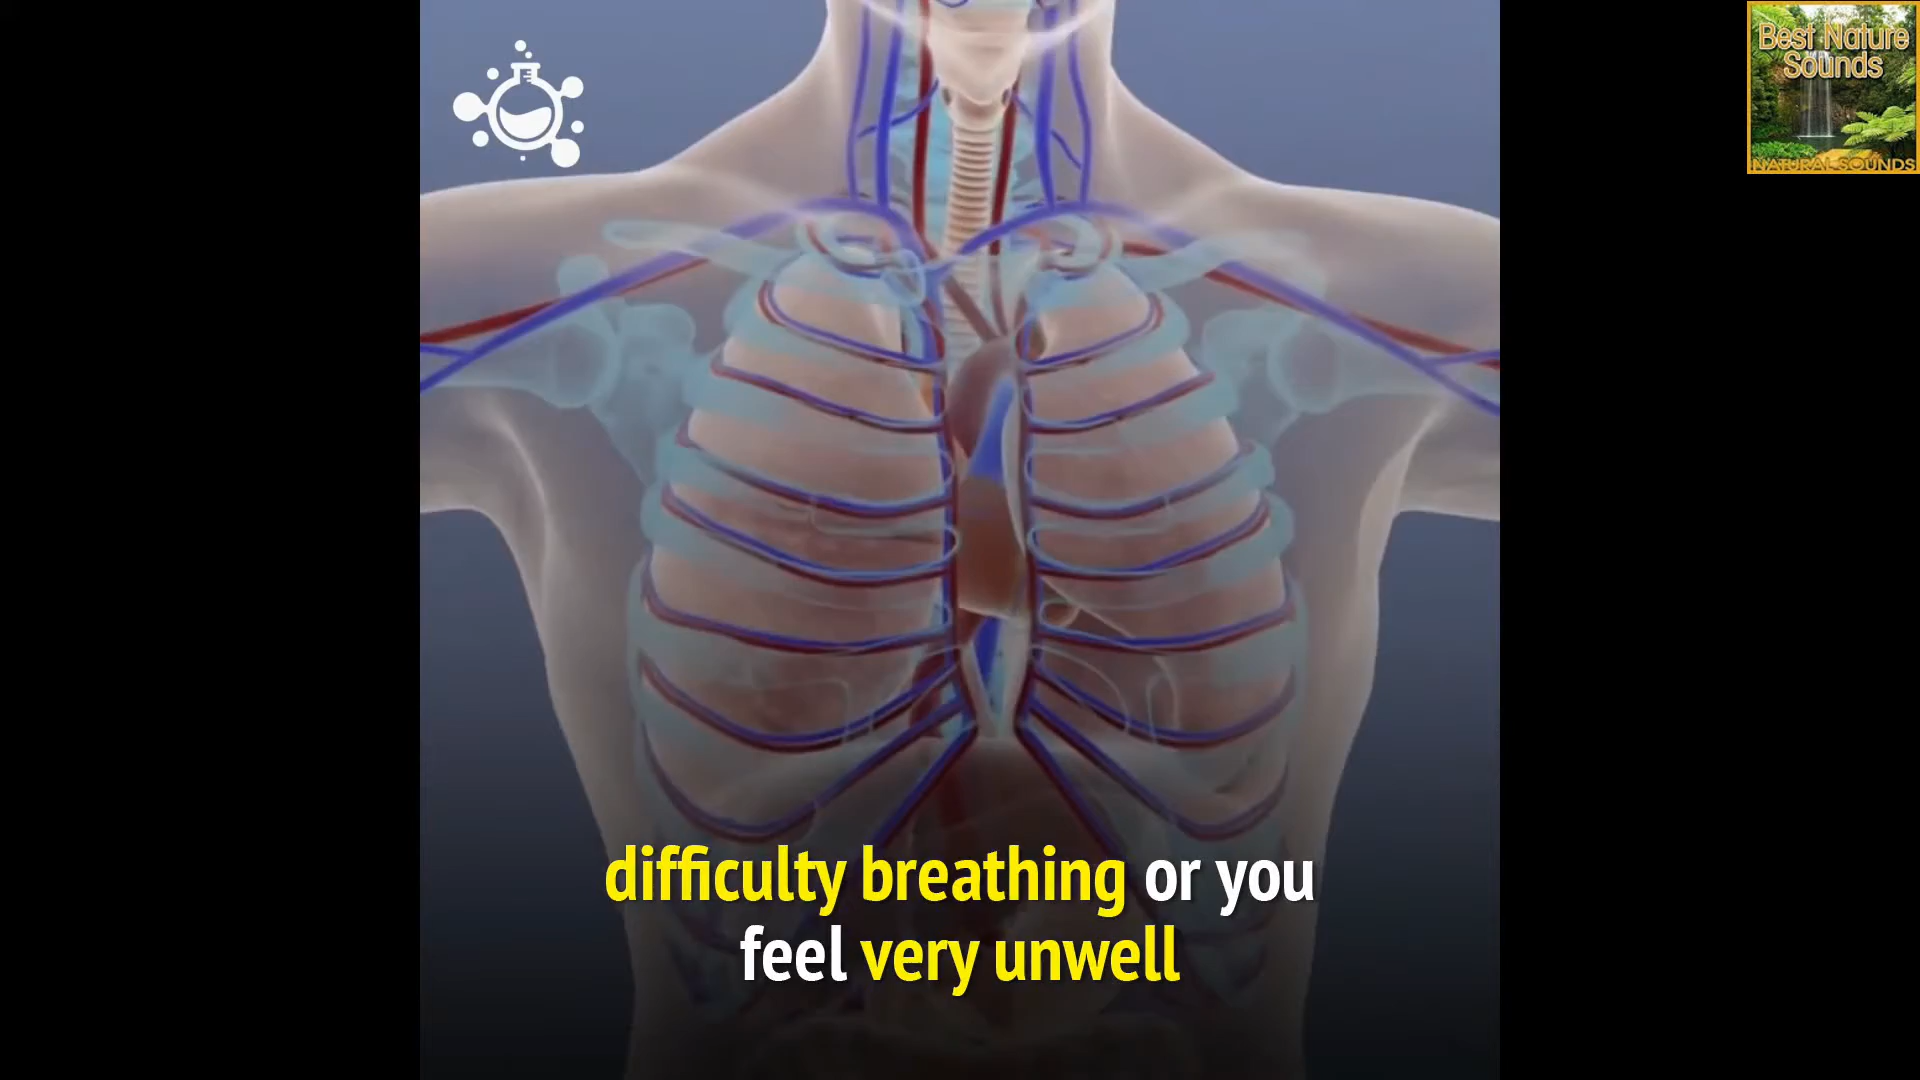 Best Nature
Sounds
NATURAL SOUNDS
difficulty breathing or you
feel very unwell